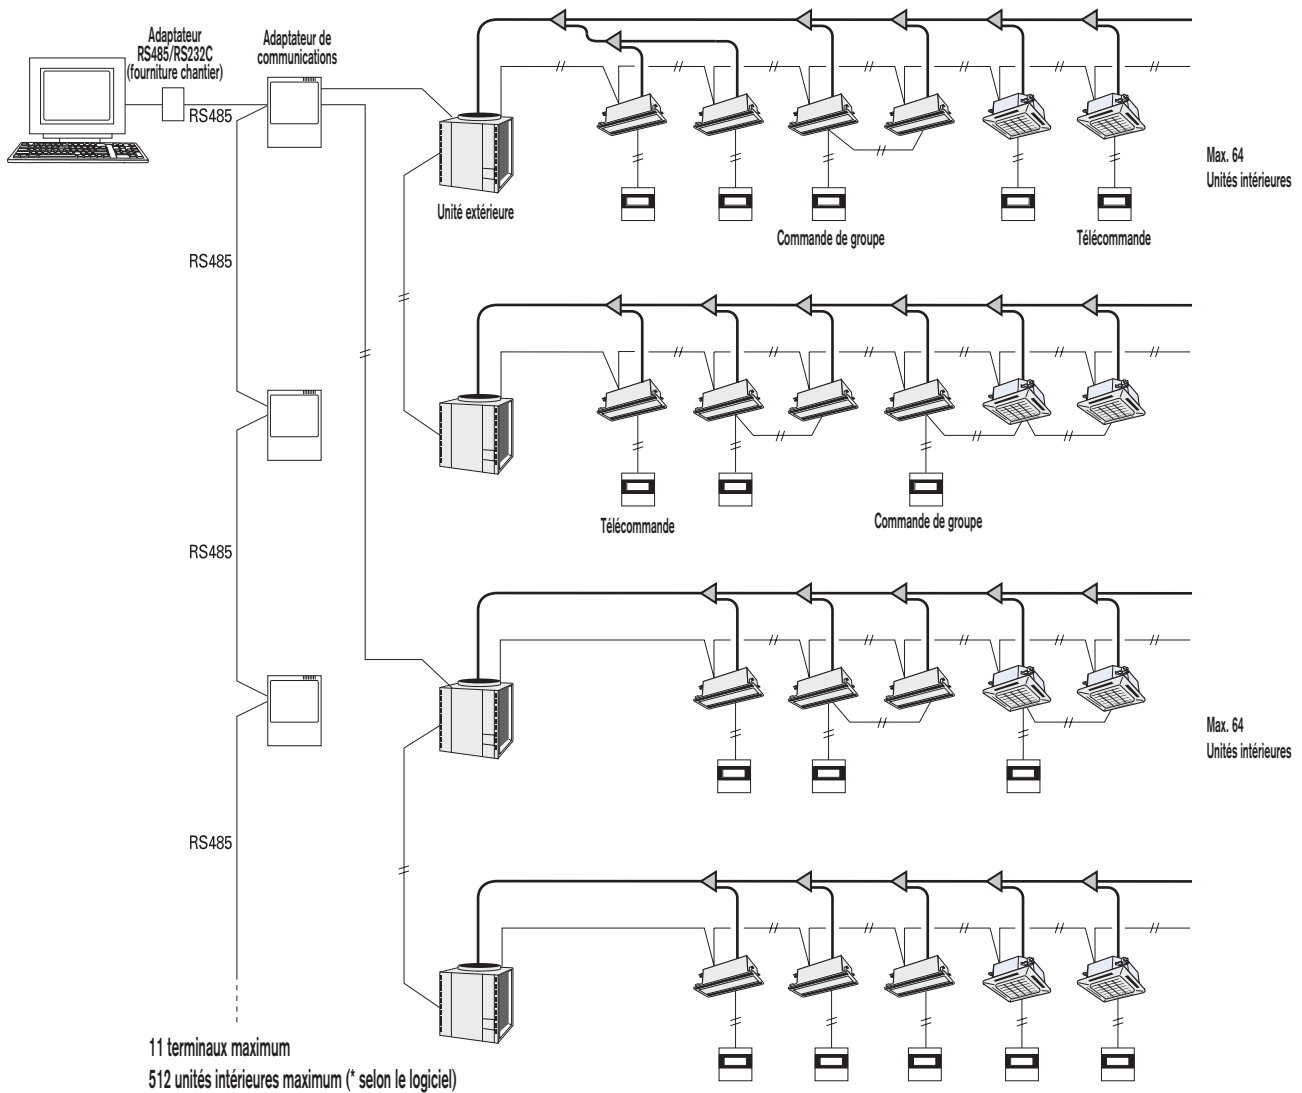 Adaptateur
RS485/RS232C
(fourniture chantier)
Adaptateur de
communications
RS485
Max. 64
Unités intérieures
Unité extérieure
Commande de groupe
Télécommande
RS485
Télécommande
Commande de groupe
RS485
Max. 64
Unités intérieures
RS485
11 terminaux maximum
512 unités intérieures maximum (* selon le logiciel)